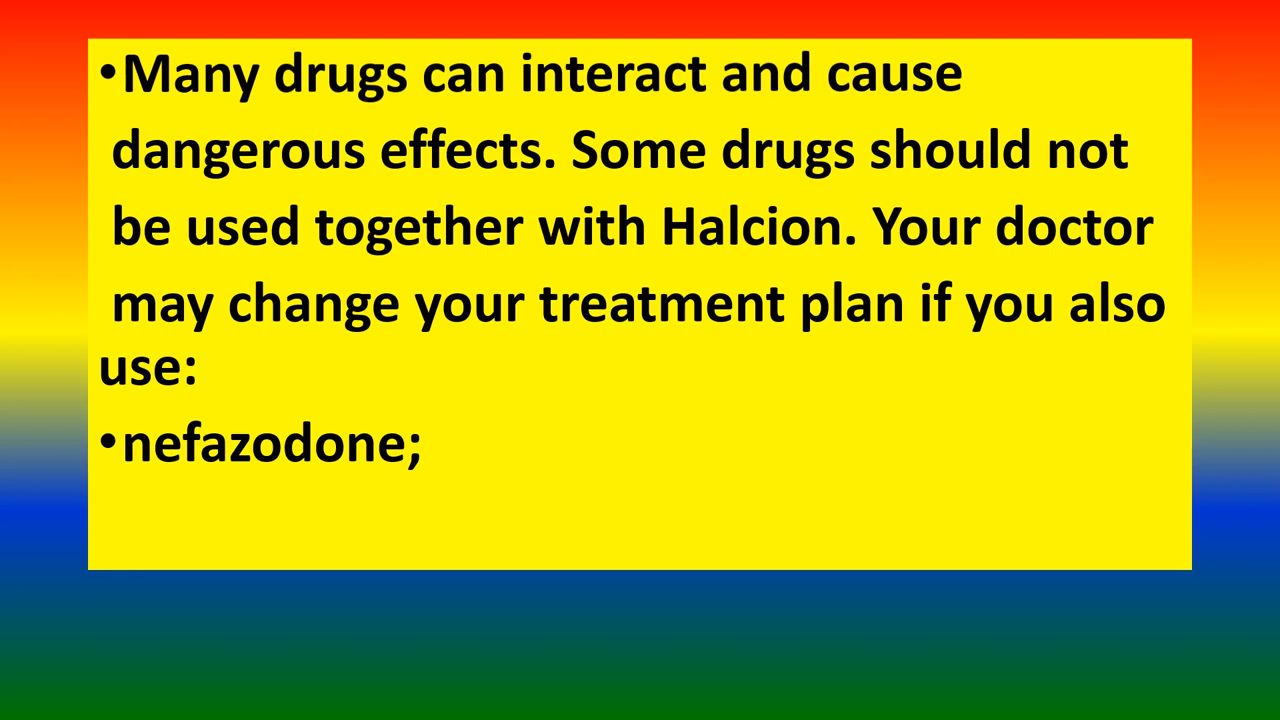 •Many drugs can interact and cause
dangerous effects. Some drugs should not
be used together with Halcion. Your doctor
may change your treatment plan if you also
use:
•nefazodone;